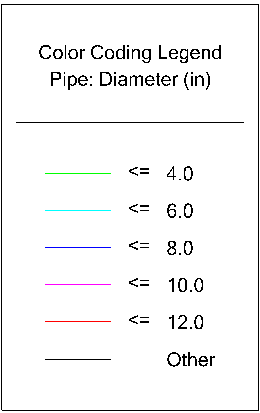 Color Coding Legend
Pipe: Diameter (in)
<= 4.0
<= 6.0
<= 8.0
<= 10.0
<= 12.0
Other